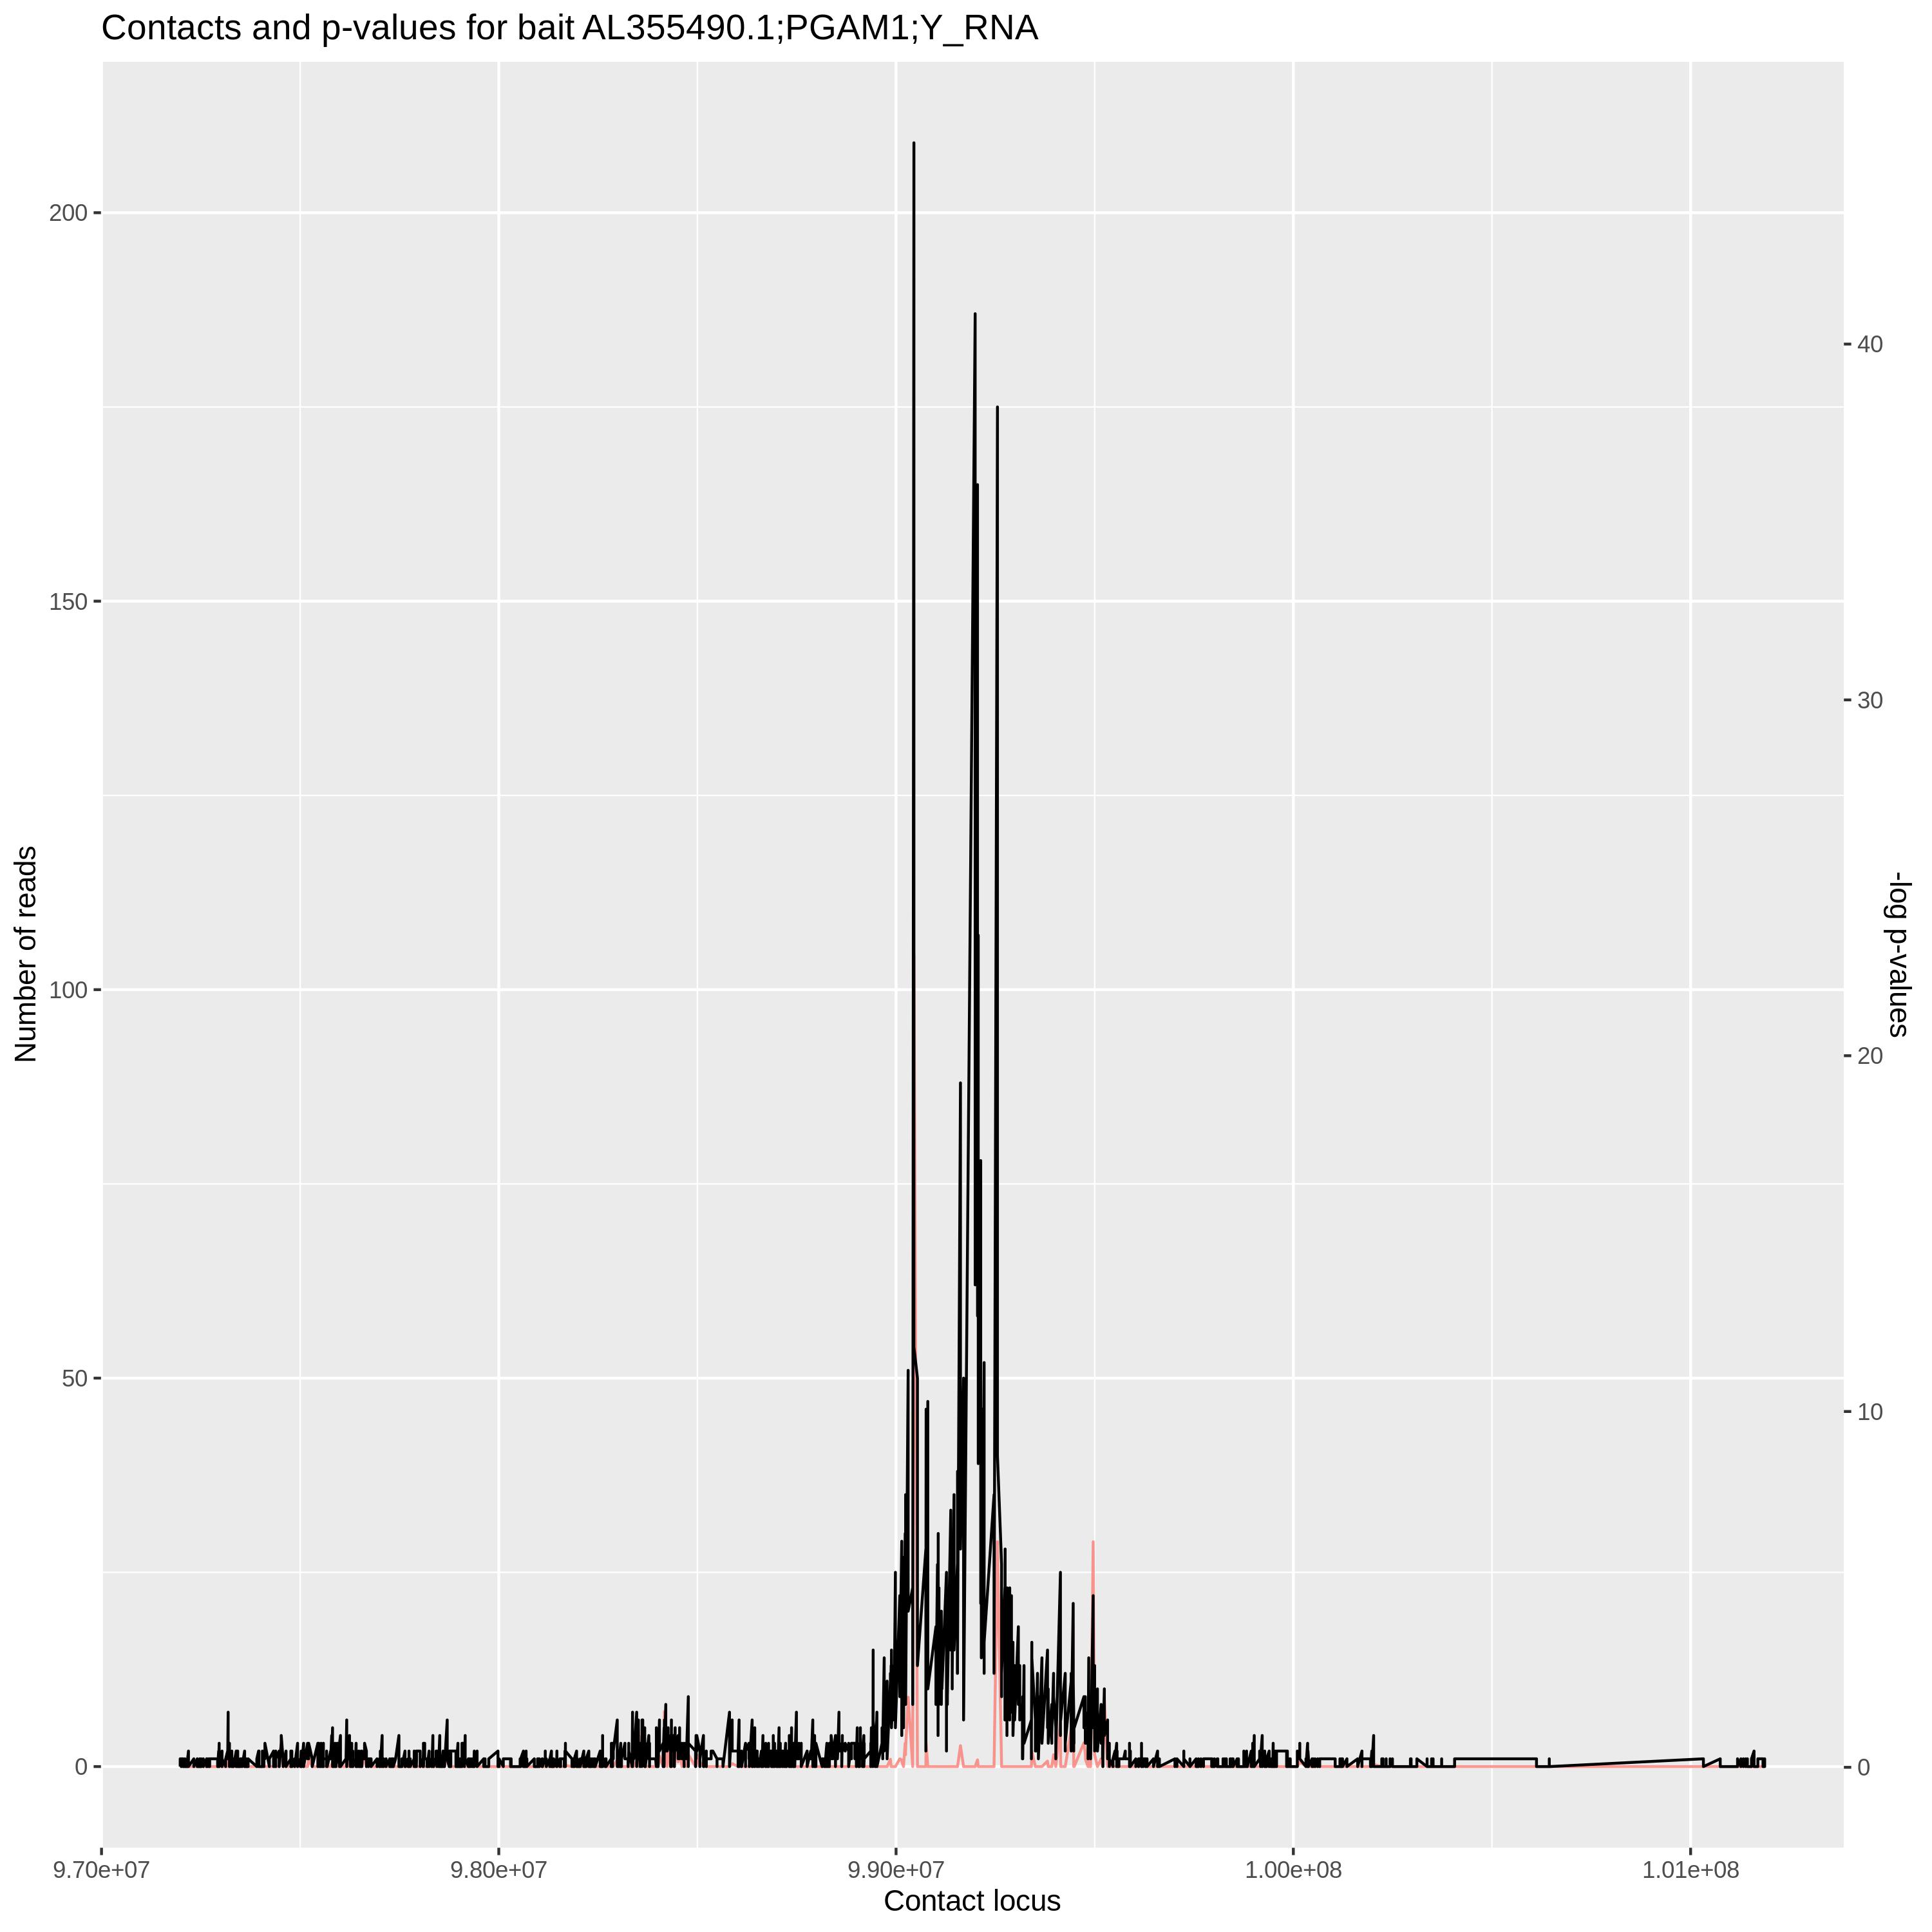 Contacts and p-values for bait AL355490.1;PGAM1;Y_RNA
200
150
100
50
0
Number of reads
40
30
20
10
0
-log p-values
9.70e+07
9.80e+07
9.90e+07
1.00e+08
1.01e+08
Contact locus